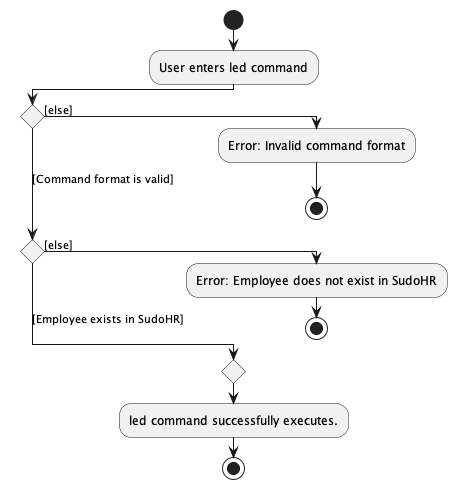 User enters led command
[else]
Error: Invalid command format
[Command format is valid]
[else]
Error: Employee does not exist in SudoHR
[Employee exists in SudoHR]
led command successfully executes.